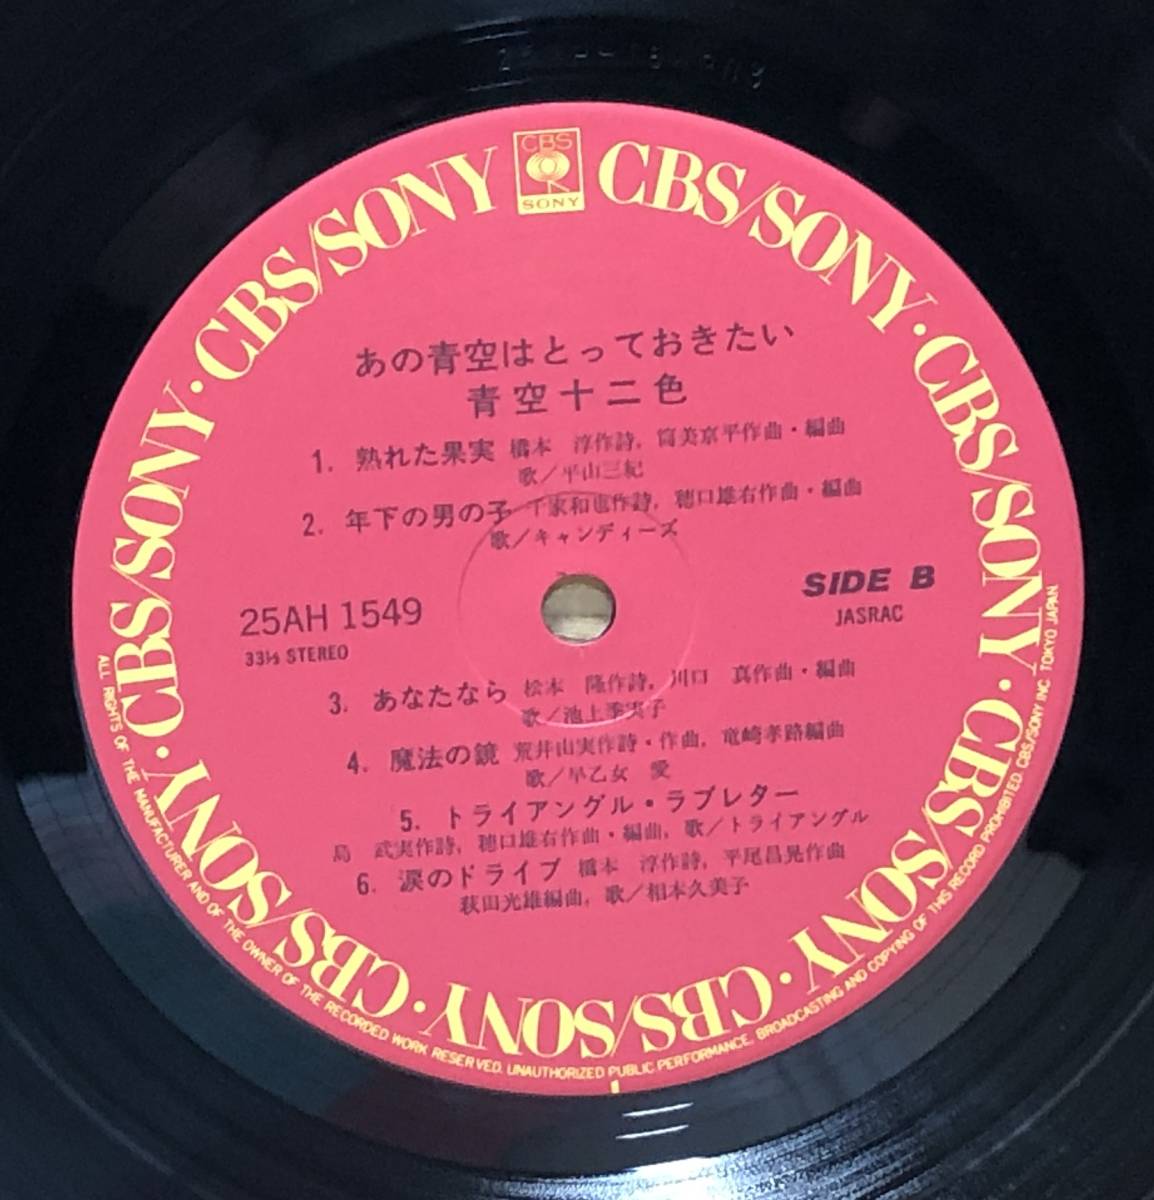 CBS
SONY
CBS/SONY · CBS/SONY · CBS/SONY · CBS/SONY · CBS/SONY · CBS/SONY · CBS/SONY · CBS/SONY
あの青空はとっておきたい
青空十二色
1. 熟れた果実 橋本 淳作詩, 筒美京平作曲・編曲
歌／平山三紀
2. 年下の男の子 千家和也作詩, 穂口雄右作曲・編曲
歌／キャンディーズ
25AH 1549
33⅓ STEREO
SIDE B
JASRAC
3. あなたなら 松本 隆作詩, 川口 真作曲・編曲
歌／池上季実子
4. 魔法の鏡 荒井由実作詩・作曲, 竜崎孝路編曲
歌／早乙女 愛
5. トライアングル・ラブレター
島 武実作詩, 穂口雄右作曲・編曲, 歌／トライアングル
6. 涙のドライブ 橋本 淳作詩, 平尾昌晃作曲
萩田光雄編曲, 歌／相本久美子
ALL RIGHTS OF THE MANUFACTURER AND OF THE OWNER OF THE RECORDED WORK RESERVED. UNAUTHORIZED PUBLIC PERFORMANCE, BROADCASTING AND COPYING OF THIS RECORD PROHIBITED. CBS/SONY INC. TOKYO JAPAN